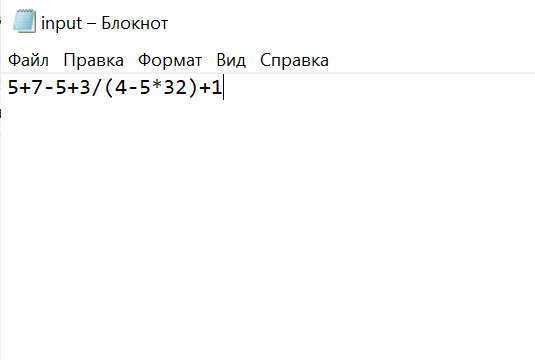 input – Блокнот
Файл Правка Формат Вид Справка
5+7-5+3/(4-5*32)+1